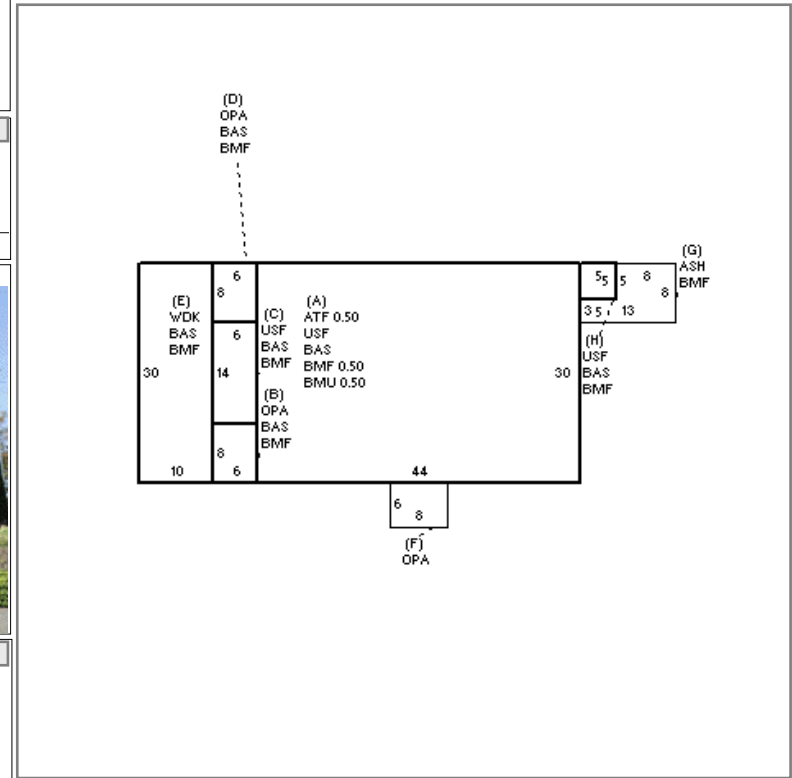 (D)
OPA
BAS
BMF
(G)
ASH
BMF
6
8
(E)
WDK
BAS
BMF
(C)
USF
BAS
BMF
(A)
ATF 0.50
USF
BAS
BMF 0.50
BMU 0.50
5
5
5
8
8
3
5
13
6
30
14
(B)
OPA
BAS
BMF
30
(H)
USF
BAS
BMF
8
10
6
44
6
8
(F)
OPA